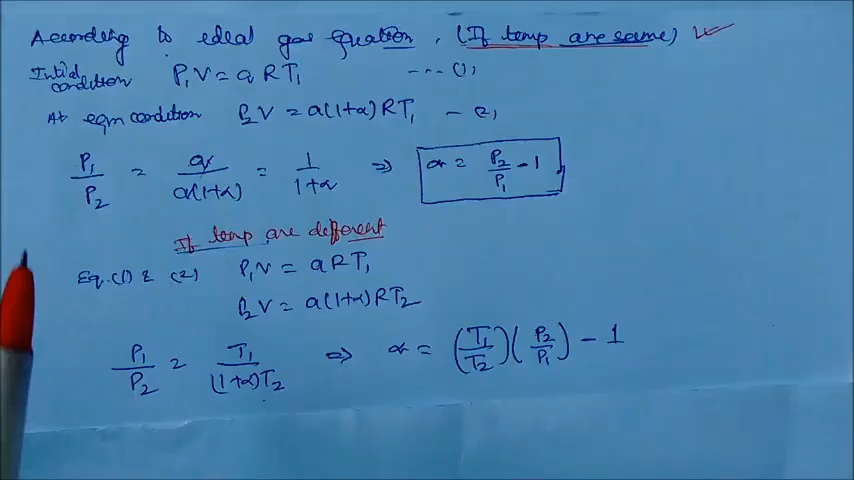 According to ideal gas equation. (If temp are same) ✓
Initial condition P₁V = aRT₁ ----(1),
At eqm condition P₂V = a(1+α)RT₁ - (2),
P₁/P₂ = a/a(1+α) = 1/1+α ⇒ α = P₂/P₁ - 1
If temp are different
Eq. (1) & (2) P₁V = aRT₁
P₂V = a(1+α)RT₂
P₁/P₂ = T₁/(1+α)T₂ ⇒ α = (T₁/T₂)(P₂/P₁) - 1